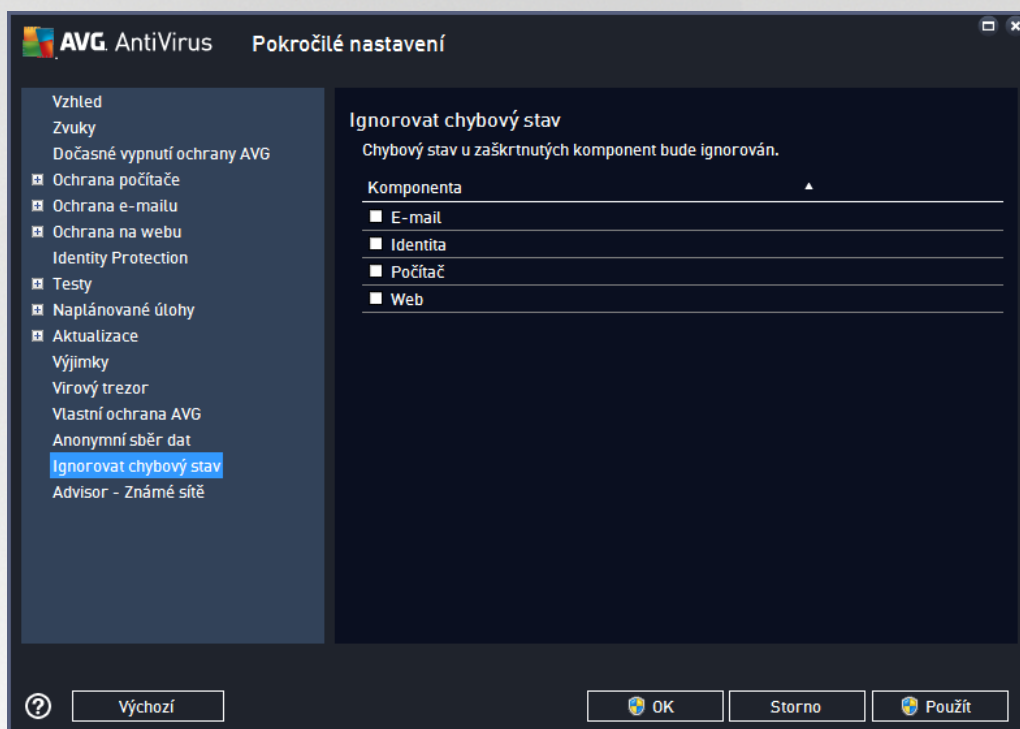 AVG. AntiVirus Pokročilé nastavení
Vzhled
Zvuky
Dočasné vypnutí ochrany AVG
Ochrana počítače
Ochrana e-mailu
Ochrana na webu
Identity Protection
Testy
Naplánované úlohy
Aktualizace
Výjimky
Virový trezor
Vlastní ochrana AVG
Anonymní sběr dat
Ignorovat chybový stav
Advisor - Známé sítě
Ignorovat chybový stav
Chybový stav u zaškrtnutých komponent bude ignorován.
Komponenta
E-mail
Identita
Počítač
Web
Výchozí
OK
Storno
Použít